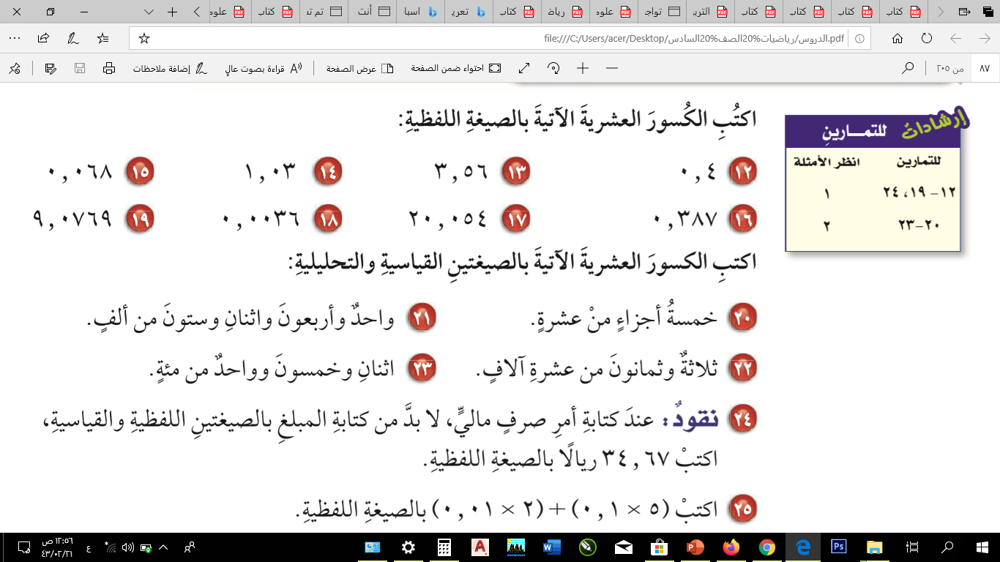 كتاب
كتاب
كتاب
كتاب
التري
تواج
علوم
رياض
كتاب
تعري
اسبا
أنت
تم تد
كتاب
علوم
file:///C:/Users/acer/Desktop/الدروس/رياضيات%20الصف%20السادس.pdf
٨٧ من ٢٠٥
احتواء ضمن الصفحة
عرض الصفحة
قراءة بصوت عالٍ
إضافة ملاحظات
إرشادات للتمـــارينِ
للتمارين انظر الأمثلة
١٢–١٩، ٢٤ ١
٢٠–٢٣ ٢
اكتُبِ الكُسورَ العشريةَ الآتيةَ بالصيغةِ اللفظيةِ:
١٢ ٠,٤ ١٣ ٣,٥٦ ١٤ ١,٠٣ ١٥ ٠,٠٦٨
١٦ ٠,٣٨٧ ١٧ ٢٠,٠٥٤ ١٨ ٠,٠٠٣٦ ١٩ ٩,٠٧٦٩
اكتبِ الكسورَ العشريةَ الآتيةَ بالصيغتينِ القياسيةِ والتحليليةِ:
٢٠ خمسةُ أجزاءٍ منْ عشرةٍ. ٢١ واحدٌ وأربعونَ واثنانِ وستونَ من ألفٍ.
٢٢ ثلاثةٌ وثمانونَ من عشرةِ آلافٍ. ٢٣ اثنانِ وخمسونَ وواحدٌ من مئةٍ.
٢٤ نقودٌ: عندَ كتابةِ أمرِ صرفٍ ماليٍّ، لا بدَّ من كتابةِ المبلغِ بالصيغتينِ اللفظيةِ والقياسيةِ،
اكتبْ ٣٤,٦٧ ريالًا بالصيغةِ اللفظيةِ.
٢٥ اكتبْ (٥ × ٠,١) + (٢ × ٠,٠١) بالصيغةِ اللفظيةِ.
١٢:٥٦ ص
٤٣/٠٢/٢١
ع